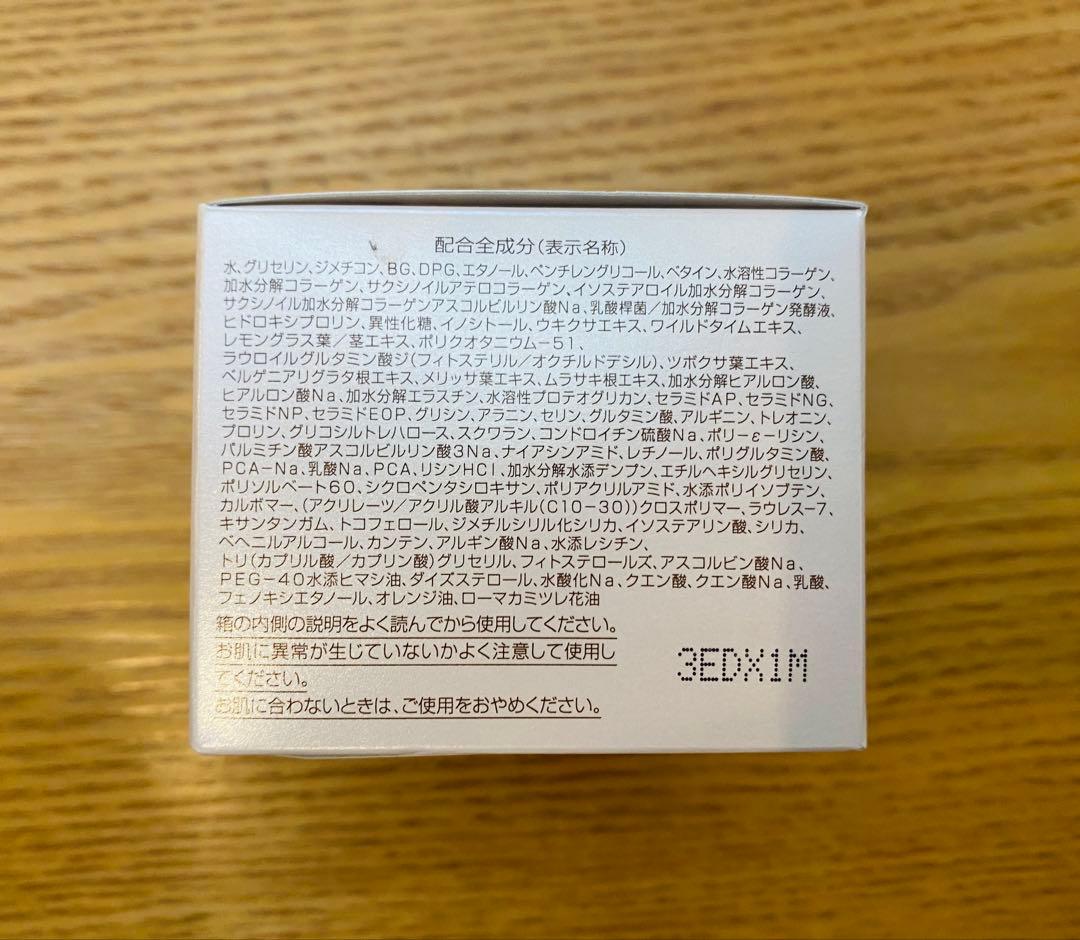 配合全成分(表示名称)
水、グリセリン、ジメチコン、BG、DPG、エタノール、ペンチレングリコール、ベタイン、水溶性コラーゲン、
加水分解コラーゲン、サクシノイルアテロコラーゲン、イソステアロイル加水分解コラーゲン、
サクシノイル加水分解コラーゲンアスコルビルリン酸Na、乳酸桿菌/加水分解コラーゲン発酵液、
ヒドロキシプロリン、異性化糖、イノシトール、ウキクサエキス、ワイルドタイムエキス、
レモングラス葉/茎エキス、ポリクオタニウム-51、
ラウロイルグルタミン酸ジ(フィトステリル/オクチルドデシル)、ツボクサ葉エキス、
ベルゲニアリグラタ根エキス、メリッサ葉エキス、ムラサキ根エキス、加水分解ヒアルロン酸、
ヒアルロン酸Na、加水分解エラスチン、水溶性プロテオグリカン、セラミドAP、セラミドNG、
セラミドNP、セラミドEOP、グリシン、アラニン、セリン、グルタミン酸、アルギニン、トレオニン、
プロリン、グリコシルトレハロース、スクワラン、コンドロイチン硫酸Na、ポリ-ε-リシン、
パルミチン酸アスコルビルリン酸3Na、ナイアシンアミド、レチノール、ポリグルタミン酸、
PCA-Na、乳酸Na、PCA、リシンHCl、加水分解水添デンプン、エチルヘキシルグリセリン、
ポリソルベート60、シクロペンタシロキサン、ポリアクリルアミド、水添ポリイソブテン、
カルボマー、(アクリレーツ/アクリル酸アルキル(C10-30))クロスポリマー、ラウレス-7、
キサンタンガム、トコフェロール、ジメチルシリル化シリカ、イソステアリン酸、シリカ、
ベヘニルアルコール、カンテン、アルギン酸Na、水添レシチン、
トリ(カプリル酸/カプリン酸)グリセリル、フィトステロールズ、アスコルビン酸Na、
PEG-40水添ヒマシ油、ダイズステロール、水酸化Na、クエン酸、クエン酸Na、乳酸、
フェノキシエタノール、オレンジ油、ローマカミツレ花油
箱の内側の説明をよく読んでから使用してください。
お肌に異常が生じていないかよく注意して使用し
てください。
お肌に合わないときは、ご使用をおやめください。
3EDX1M